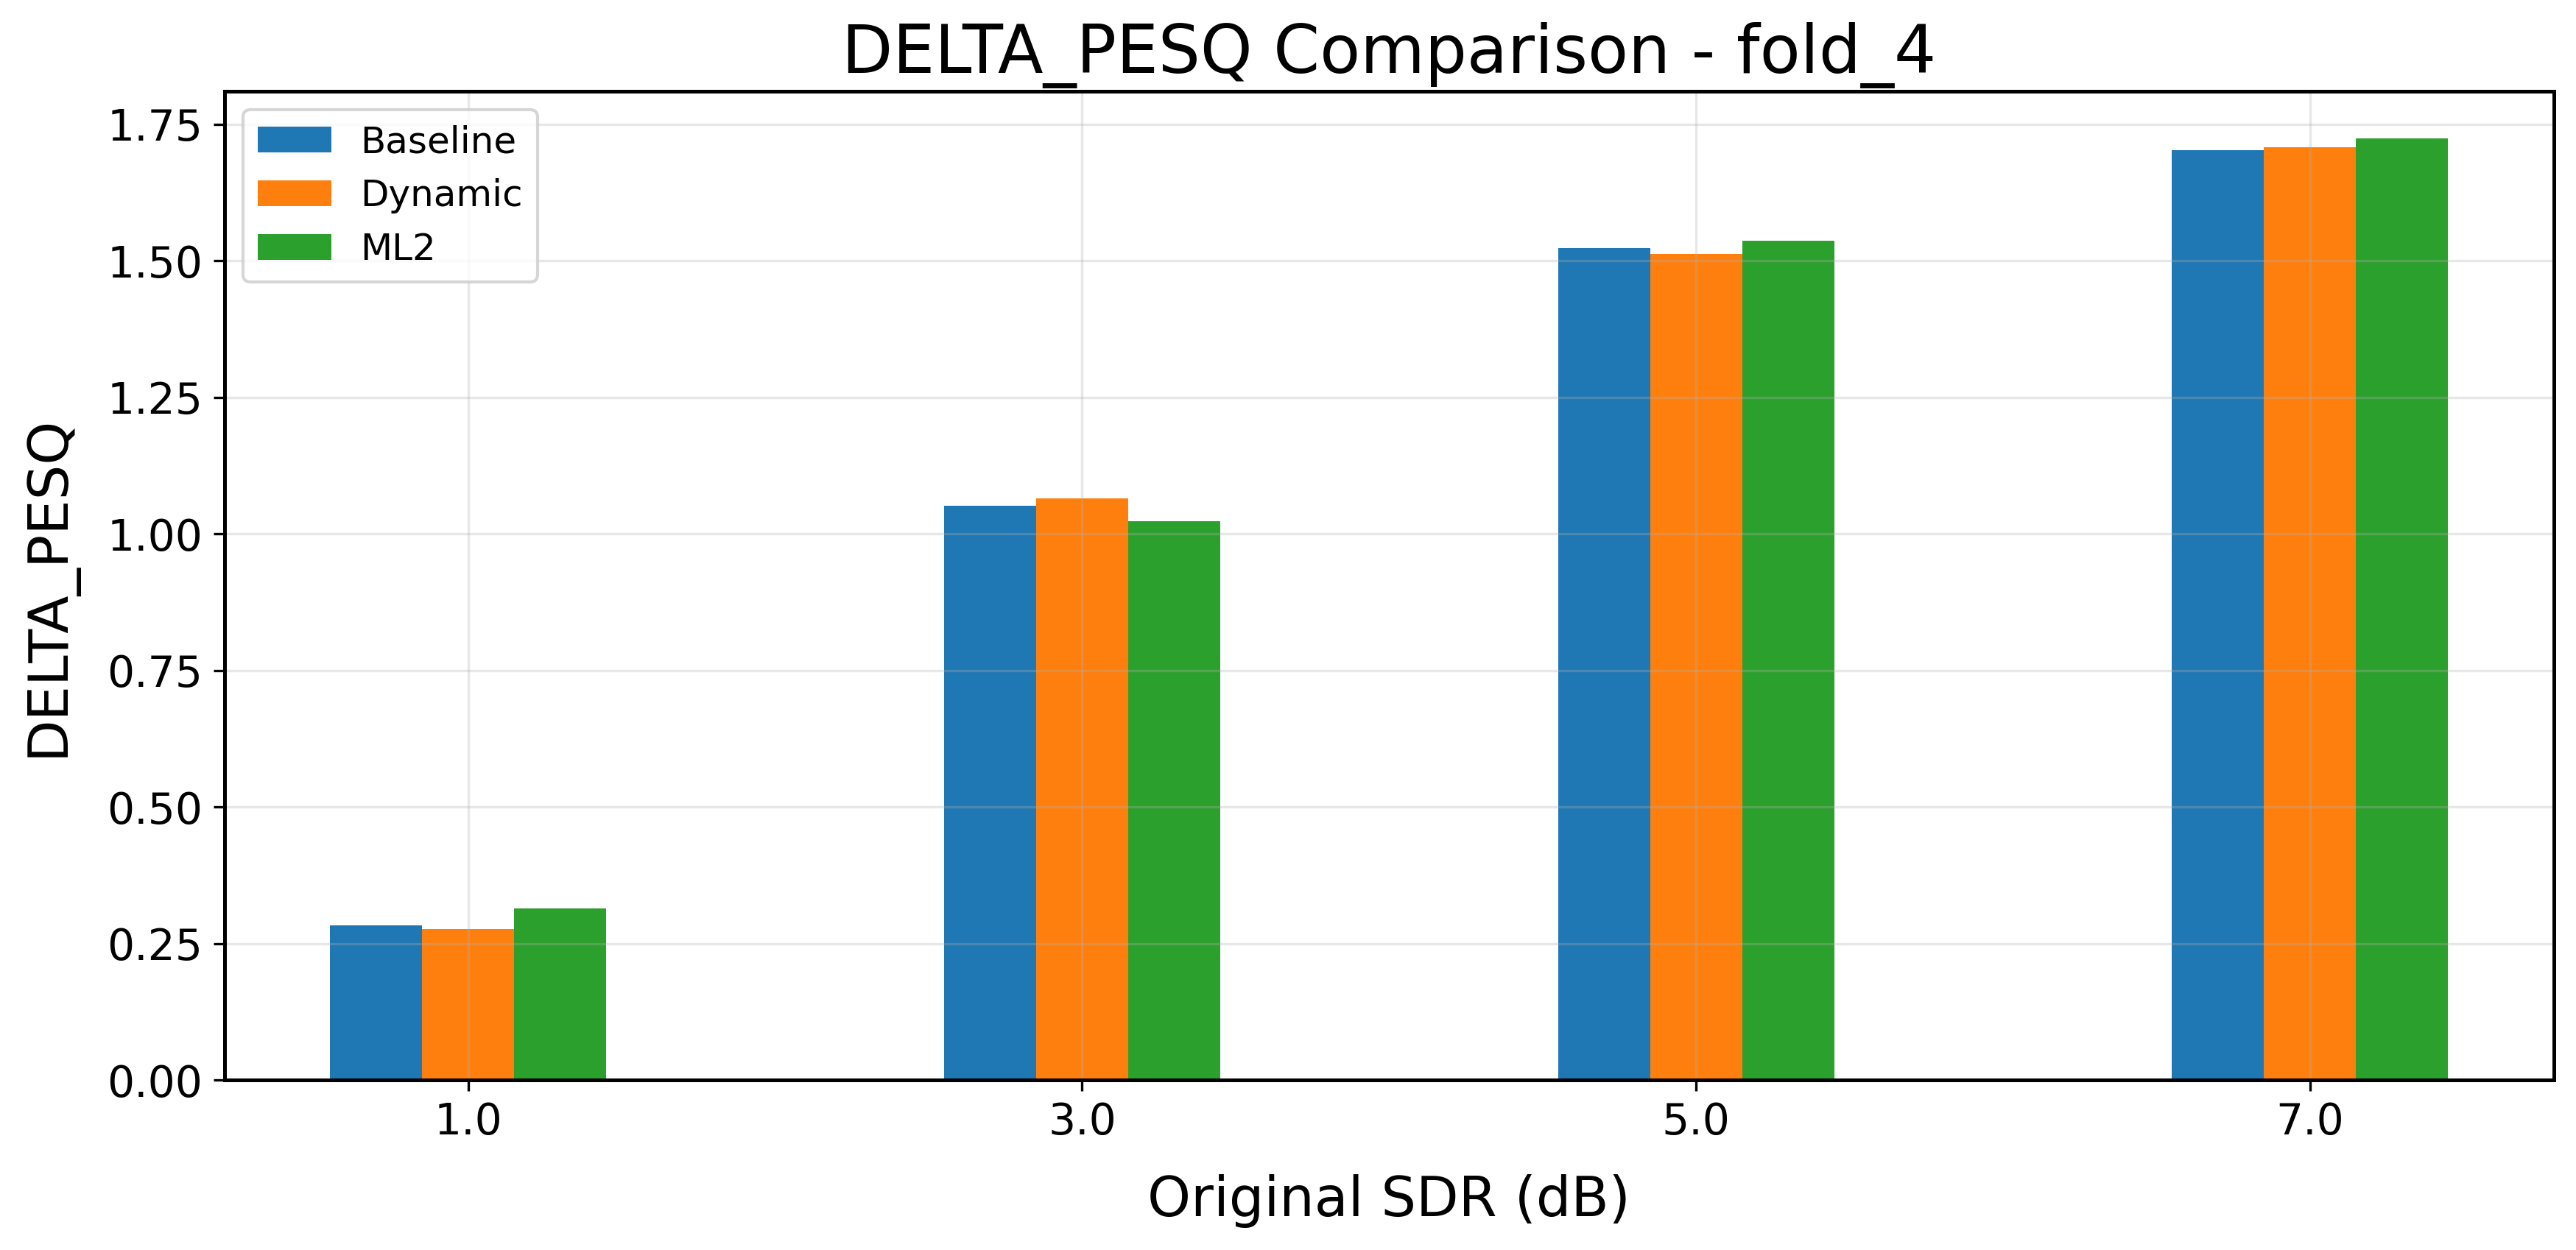 DELTA_PESQ Comparison - fold_4
Baseline
Dynamic
ML2
DELTA_PESQ
1.75
1.50
1.25
1.00
0.75
0.50
0.25
0.00
1.0 3.0 5.0 7.0
Original SDR (dB)